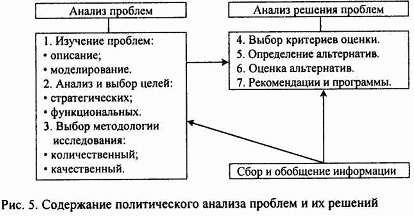 Анализ проблем
1. Изучение проблем:
• описание;
• моделирование.
2. Анализ и выбор целей:
• стратегических;
• функциональных.
3. Выбор методологии
исследования:
• количественный;
• качественный.
Анализ решения проблем
4. Выбор критериев оценки.
5. Определение альтернатив.
6. Оценка альтернатив.
7. Рекомендации и программы.
Сбор и обобщение информации
Рис. 5. Содержание политического анализа проблем и их решений